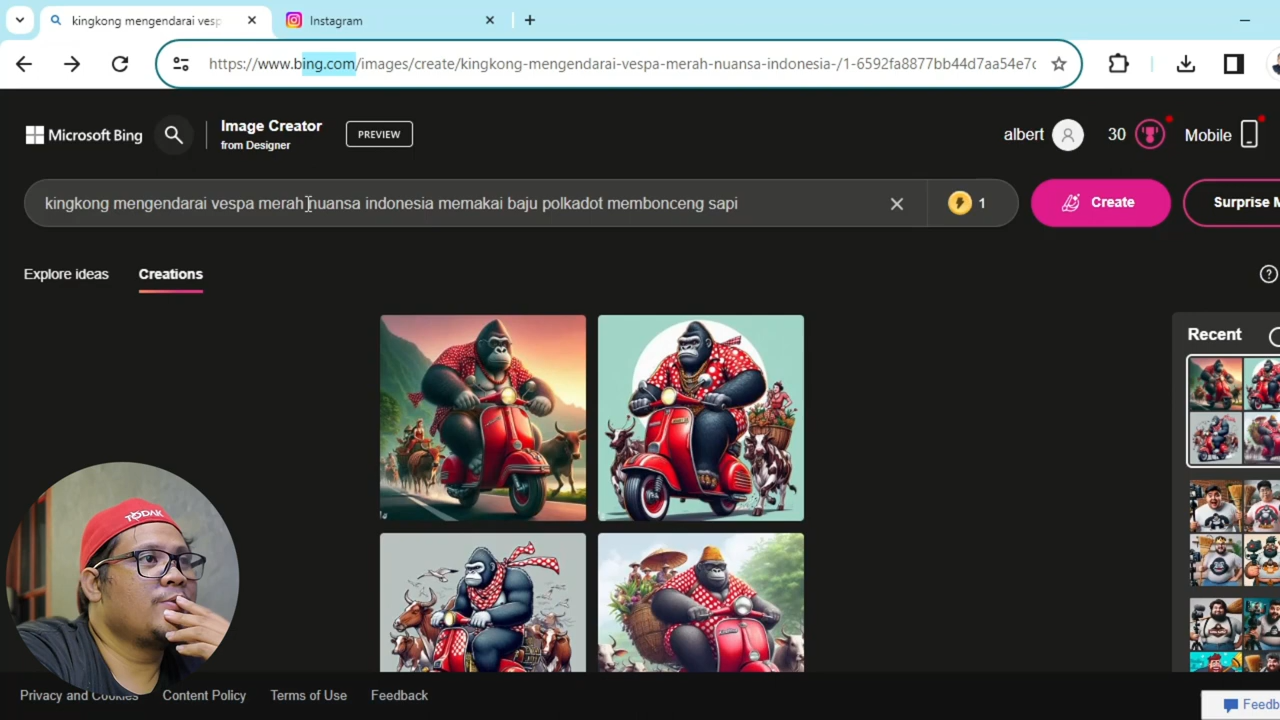 kingkong mengendarai vesp
Instagram
https://www.bing.com/images/create/kingkong-mengendarai-vespa-merah-nuansa-indonesia-/1-6592fa8877bb44d7aa54e7c
Microsoft Bing
Image Creator
from Designer
PREVIEW
albert
30
Mobile
kingkong mengendarai vespa merah nuansa indonesia memakai baju polkadot membonceng sapi
1
Create
Surprise M
Explore ideas
Creations
Recent
TODAK
Privacy and Cookies
Content Policy
Terms of Use
Feedback
Feedb